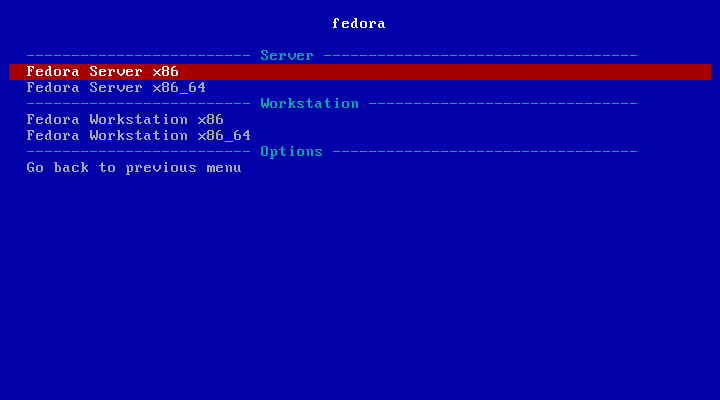 fedora
------------------------- Server -----------------------------------
Fedora Server x86
Fedora Server x86_64
------------------------- Workstation ------------------------------
Fedora Workstation x86
Fedora Workstation x86_64
------------------------- Options ----------------------------------
Go back to previous menu